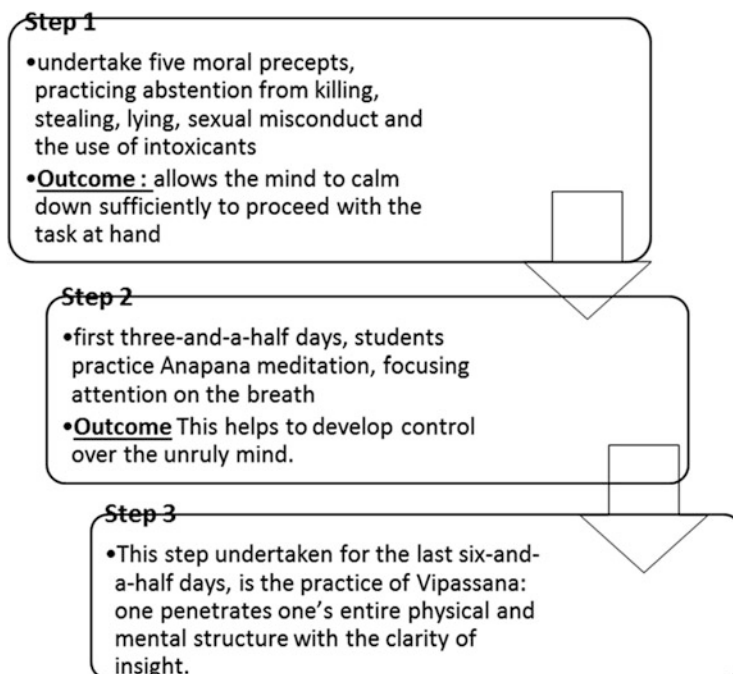 Step 1
•undertake five moral precepts,
practicing abstention from killing,
stealing, lying, sexual misconduct and
the use of intoxicants
•Outcome : allows the mind to calm
down sufficiently to proceed with the
task at hand
Step 2
•first three-and-a-half days, students
practice Anapana meditation, focusing
attention on the breath
•Outcome This helps to develop control
over the unruly mind.
Step 3
•This step undertaken for the last six-and-
a-half days, is the practice of Vipassana:
one penetrates one’s entire physical and
mental structure with the clarity of
insight.